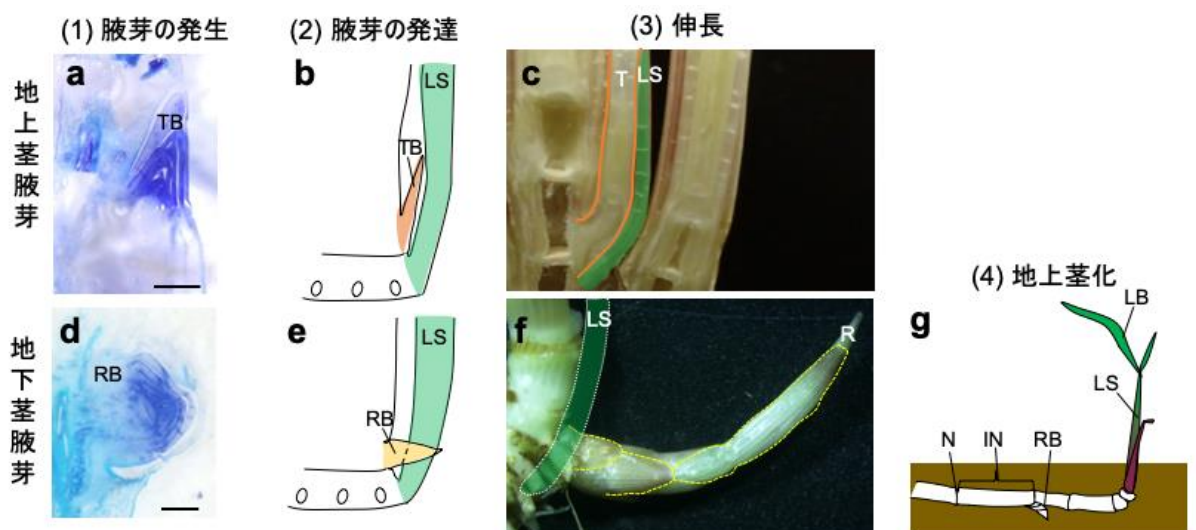 (1) 腋芽の発生
(2) 腋芽の発達
(3) 伸長
地上茎腋芽
a
TB
b
LS
TB
c
T
LS
地下茎腋芽
d
RB
e
LS
RB
f
LS
R
(4) 地上茎化
g
LB
LS
N
IN
RB